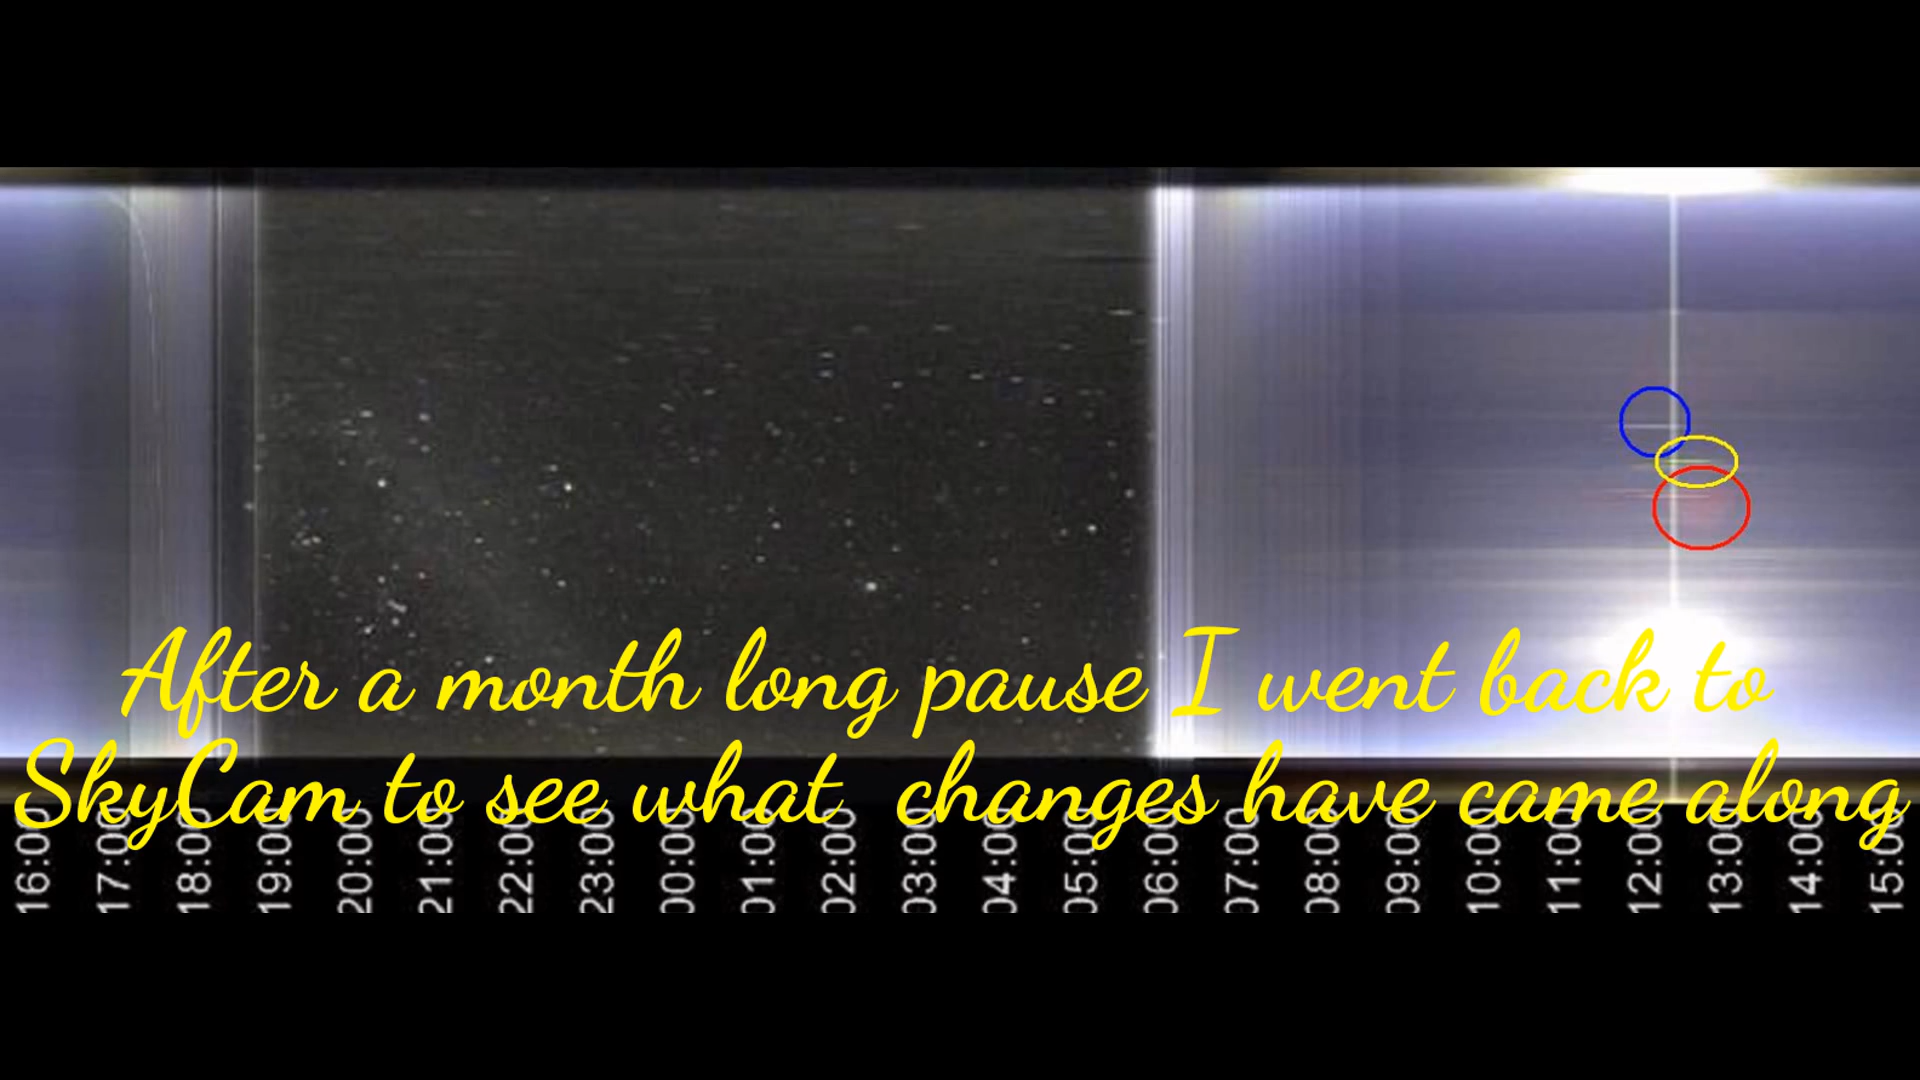 After a month long pause I went back to
SkyCam to see what changes have came along
16:00 17:00 18:00 19:00 20:00 21:00 22:00 23:00 00:00 01:00 02:00 03:00 04:00 05:00 06:00 07:00 08:00 09:00 10:00 11:00 12:00 13:00 14:00 15:00